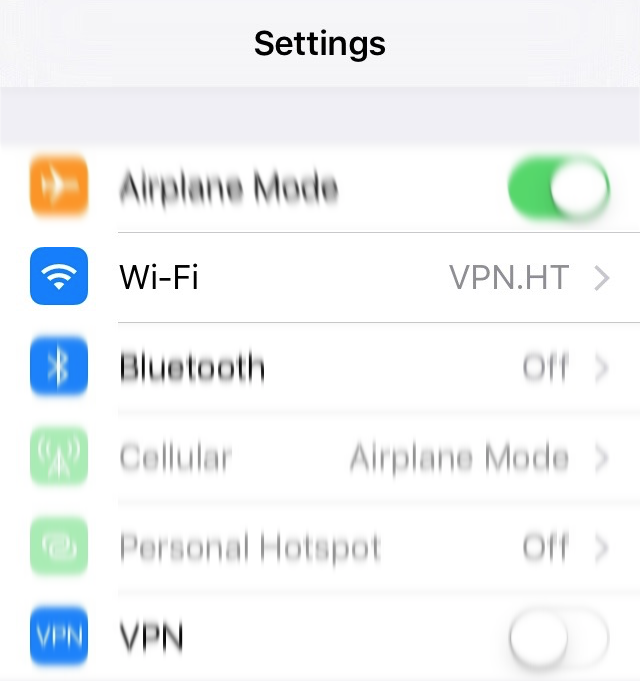 Settings
Airplane Mode
Wi-Fi VPN.HT
Bluetooth Off
Cellular Airplane Mode
Personal Hotspot Off
VPN VPN